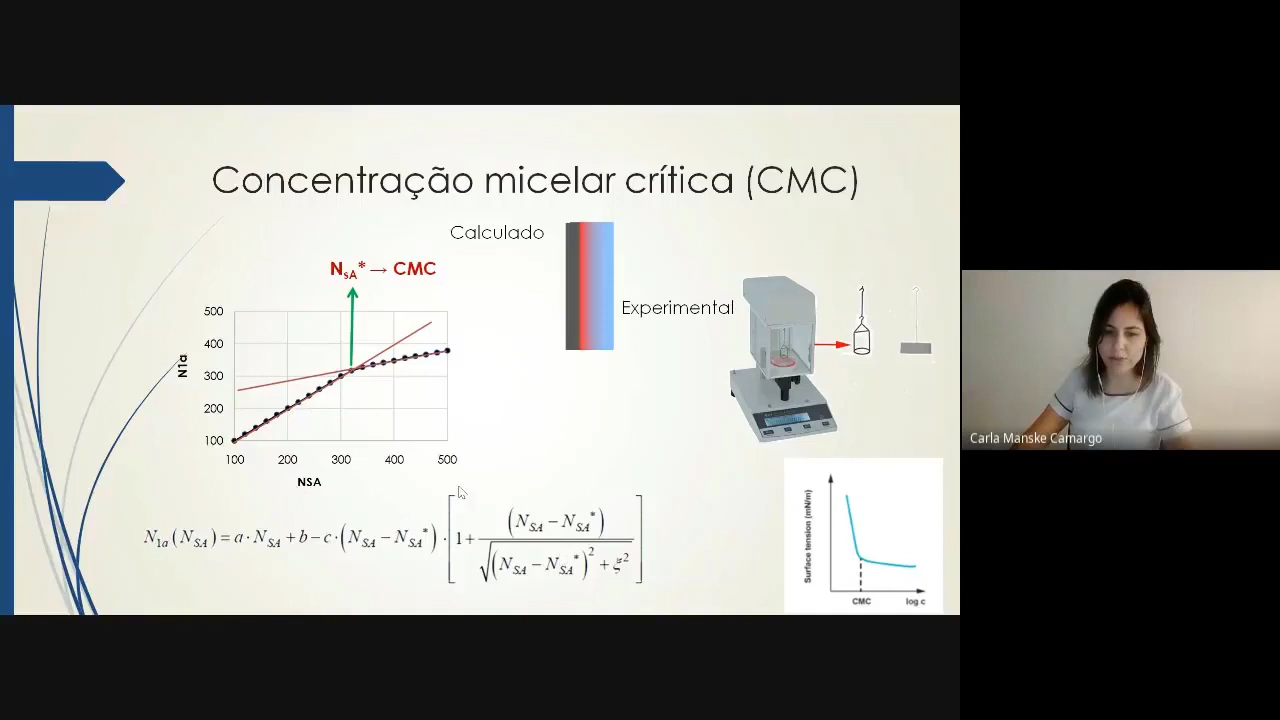 Concentração micelar crítica (CMC)
Calculado
NsA* → CMC
Experimental
500
400
300
200
100
N1a
100 200 300 400 500
NSA
N1a(NSA) = a · NSA + b − c · (NSA − NSA*) · [1 + (NSA − NSA*) / √((NSA − NSA*)² + ξ²)]
Surface tension (mN/m)
CMC
log c
Carla Manske Camargo